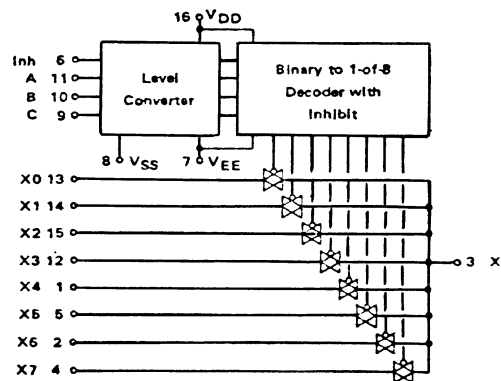 16 VDD
Inh 6
A 11
B 10
C 9
Level
Converter
Binary to 1-of-8
Decoder with
Inhibit
8 VSS
7 VEE
X0 13
X1 14
X2 15
X3 12
X4 1
X5 5
X6 2
X7 4
3 X